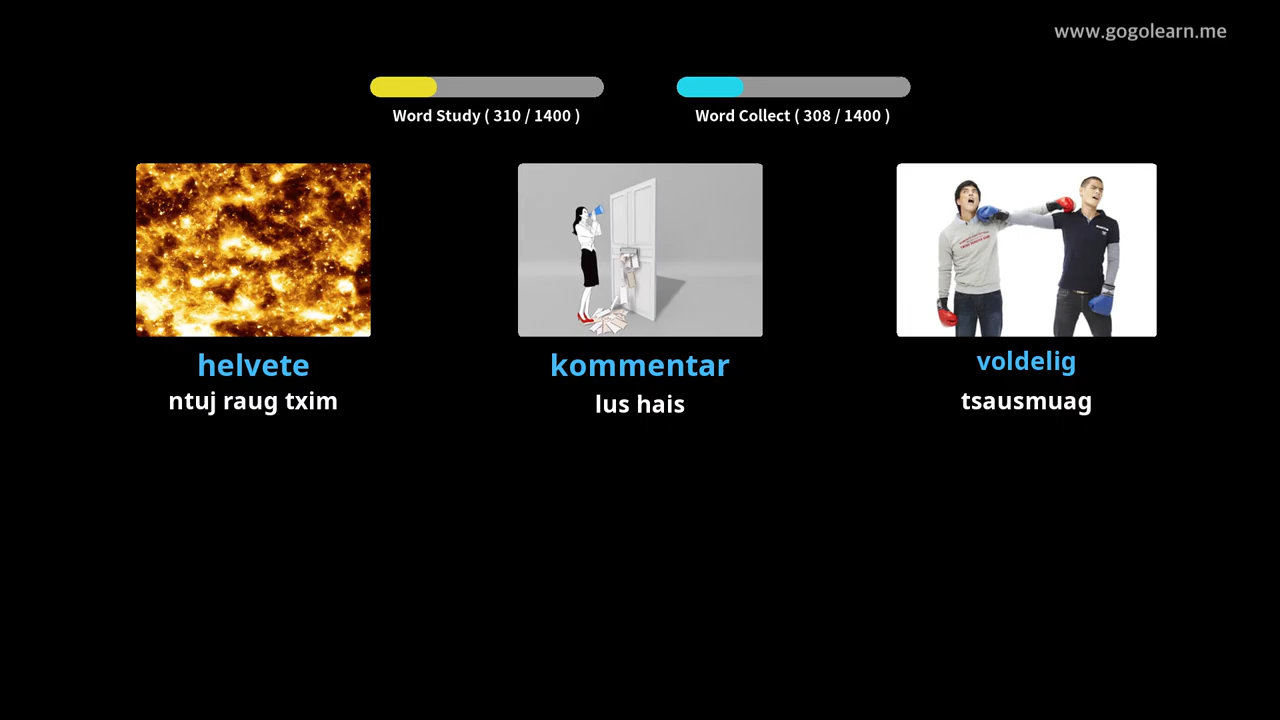 www.gogolearn.me
Word Study ( 310 / 1400 )
Word Collect ( 308 / 1400 )
helvete
kommentar
voldelig
ntuj raug txim
lus hais
tsausmuag